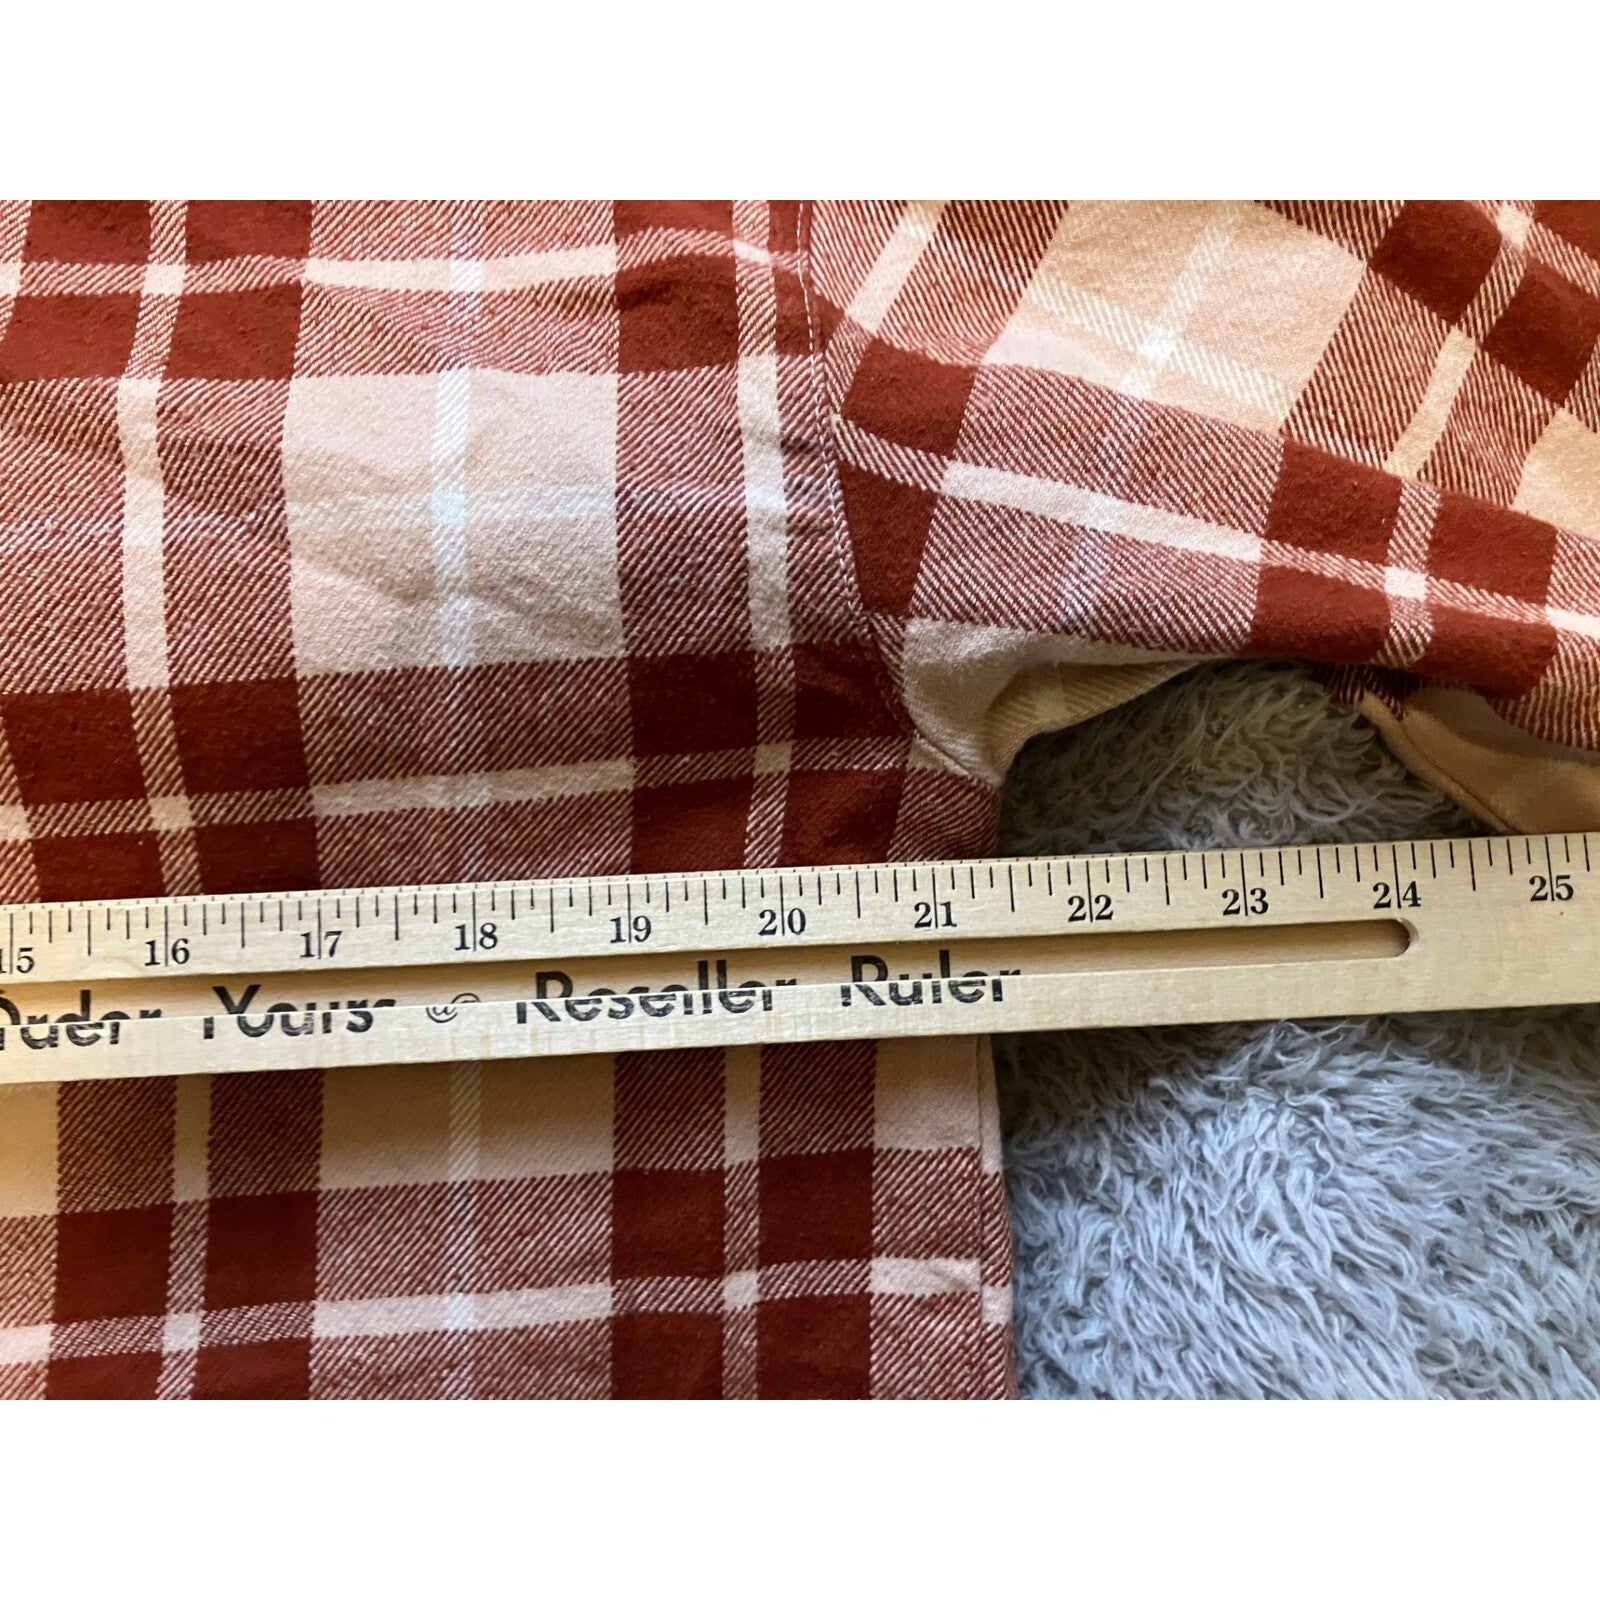 15 16 17 18 19 20 21 22 23 24 25
Order Yours @ Reseller Ruler